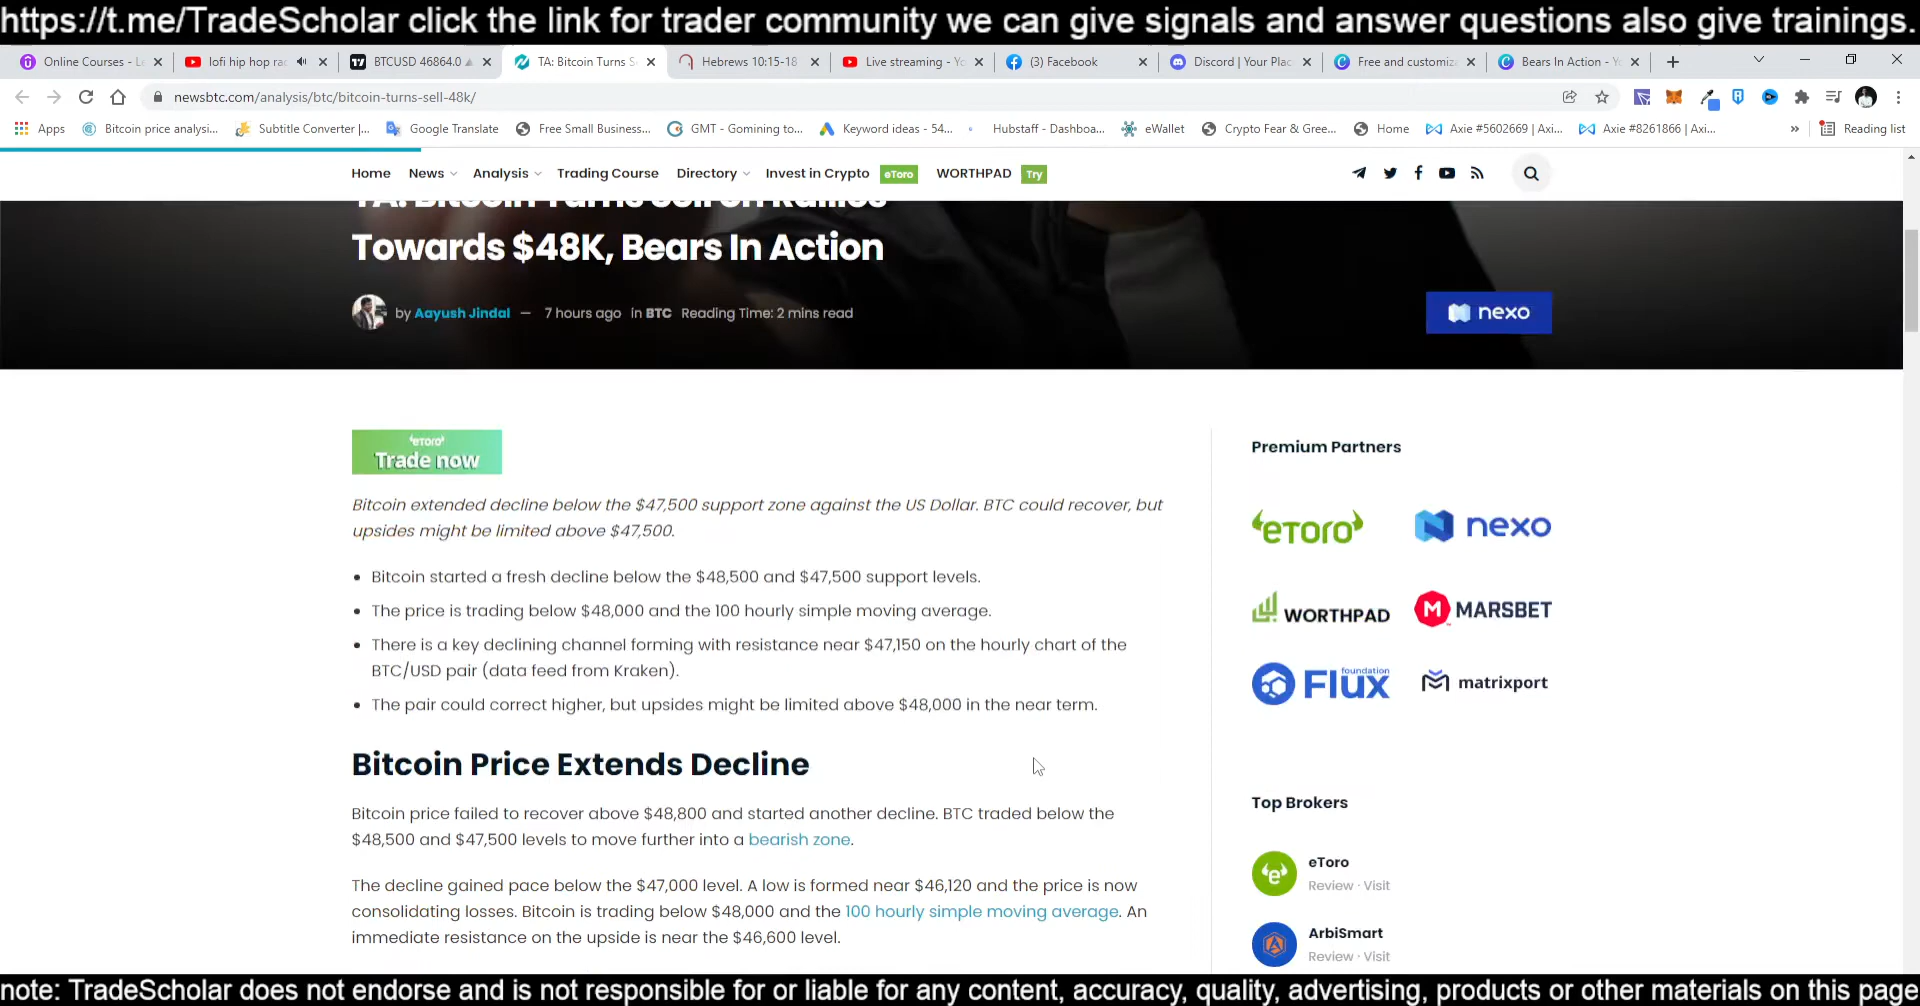 https://t.me/TradeScholar click the link for trader community we can give signals and answer questions also give trainings.
Online Courses - L
lofi hip hop rac
BTCUSD 46864.0
TA: Bitcoin Turns S
Hebrews 10:15-18
Live streaming - Yo
(3) Facebook
Discord | Your Plac
Free and customiz
Bears In Action - Y
newsbtc.com/analysis/btc/bitcoin-turns-sell-48k/
Apps
Bitcoin price analysi...
Subtitle Converter |...
Google Translate
Free Small Business...
GMT - Gomining to...
Keyword ideas - 54...
Hubstaff - Dashboa...
eWallet
Crypto Fear & Gree...
Home
Axie #5602669 | Axi...
Axie #8261866 | Axi...
»
Reading list
Home
News
Analysis
Trading Course
Directory
Invest in Crypto
eToro
WORTHPAD
Try
TA: Bitcoin Turns Sell on Rallies
Towards $48K, Bears In Action
by Aayush Jindal — 7 hours ago in BTC Reading Time: 2 mins read
nexo
eTORO
Trade now
Bitcoin extended decline below the $47,500 support zone against the US Dollar. BTC could recover, but
upsides might be limited above $47,500.
• Bitcoin started a fresh decline below the $48,500 and $47,500 support levels.
• The price is trading below $48,000 and the 100 hourly simple moving average.
• There is a key declining channel forming with resistance near $47,150 on the hourly chart of the
BTC/USD pair (data feed from Kraken).
• The pair could correct higher, but upsides might be limited above $48,000 in the near term.
Bitcoin Price Extends Decline
Bitcoin price failed to recover above $48,800 and started another decline. BTC traded below the
$48,500 and $47,500 levels to move further into a bearish zone.
The decline gained pace below the $47,000 level. A low is formed near $46,120 and the price is now
consolidating losses. Bitcoin is trading below $48,000 and the 100 hourly simple moving average. An
immediate resistance on the upside is near the $46,600 level.
Premium Partners
eTORO
nexo
WORTHPAD
M MARSBET
Flux foundation
matrixport
Top Brokers
eToro
Review · Visit
ArbiSmart
Review · Visit
note: TradeScholar does not endorse and is not responsible for or liable for any content, accuracy, quality, advertising, products or other materials on this page